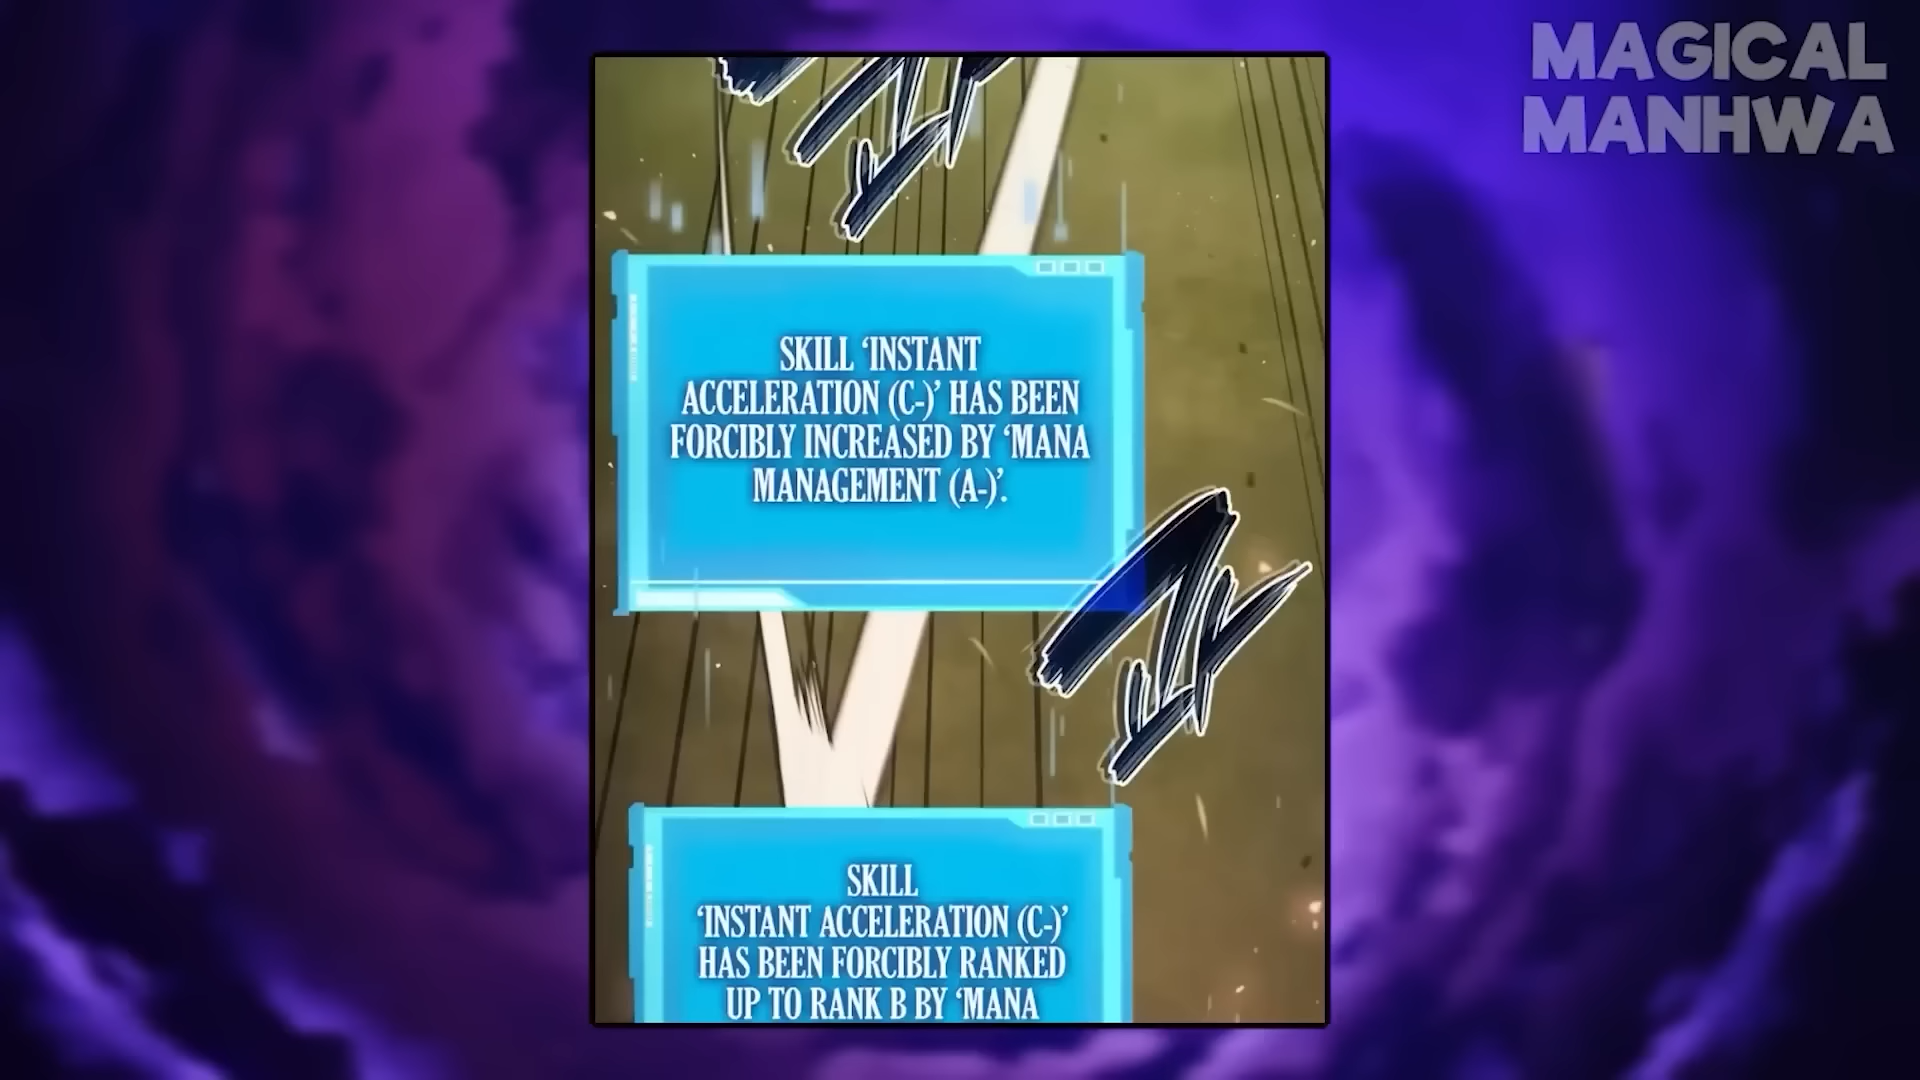 MAGICAL
MANHWA
SKILL ‘INSTANT
ACCELERATION (C-)’ HAS BEEN
FORCIBLY INCREASED BY ‘MANA
MANAGEMENT (A-)’.
SKILL
‘INSTANT ACCELERATION (C-)’
HAS BEEN FORCIBLY RANKED
UP TO RANK B BY ‘MANA